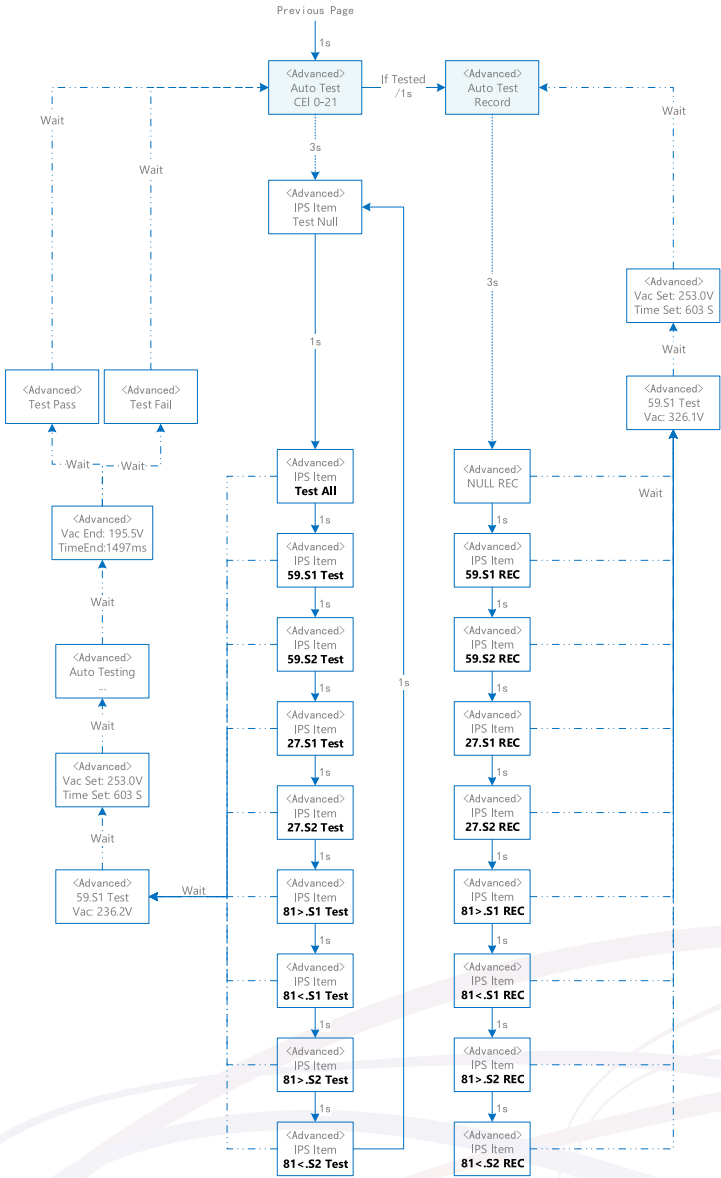 Previous Page
1s
<Advanced>
Auto Test
CEI 0-21
If Tested
/1s
<Advanced>
Auto Test
Record
Wait
Wait
Wait
3s
<Advanced>
IPS Item
Test Null
3s
<Advanced>
Vac Set: 253.0V
Time Set: 603 S
1s
Wait
<Advanced>
Test Pass
<Advanced>
Test Fail
<Advanced>
59.S1 Test
Vac: 326.1V
Wait
Wait
<Advanced>
IPS Item
Test All
<Advanced>
NULL REC
Wait
<Advanced>
Vac End: 195.5V
TimeEnd:1497ms
1s
1s
<Advanced>
IPS Item
59.S1 Test
<Advanced>
IPS Item
59.S1 REC
Wait
1s
1s
<Advanced>
Auto Testing
...
<Advanced>
IPS Item
59.S2 Test
<Advanced>
IPS Item
59.S2 REC
1s
1s
1s
Wait
<Advanced>
IPS Item
27.S1 Test
<Advanced>
IPS Item
27.S1 REC
<Advanced>
Vac Set: 253.0V
Time Set: 603 S
1s
1s
<Advanced>
IPS Item
27.S2 Test
<Advanced>
IPS Item
27.S2 REC
Wait
1s
1s
<Advanced>
59.S1 Test
Vac: 236.2V
Wait
<Advanced>
IPS Item
81>.S1 Test
<Advanced>
IPS Item
81>.S1 REC
1s
1s
<Advanced>
IPS Item
81<.S1 Test
<Advanced>
IPS Item
81<.S1 REC
1s
1s
<Advanced>
IPS Item
81>.S2 Test
<Advanced>
IPS Item
81>.S2 REC
1s
1s
<Advanced>
IPS Item
81<.S2 Test
<Advanced>
IPS Item
81<.S2 REC